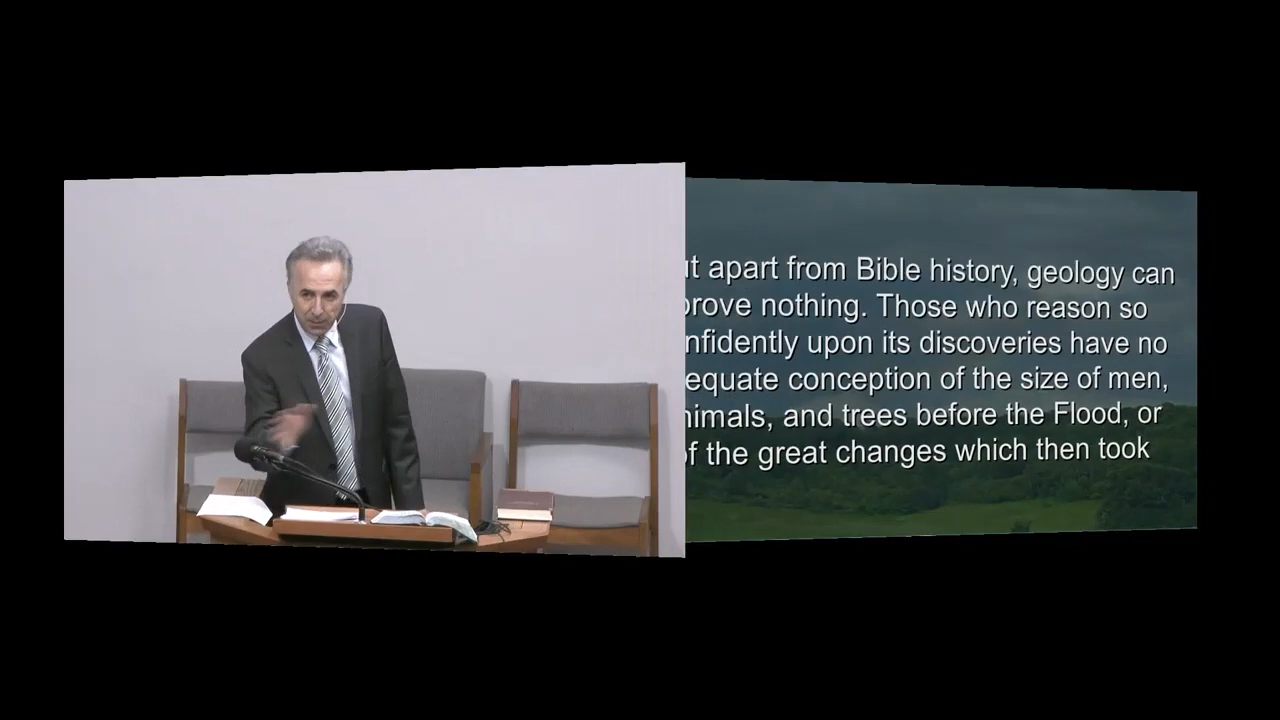 ut apart from Bible history, geology can
prove nothing. Those who reason so
nfidently upon its discoveries have no
equate conception of the size of men,
nimals, and trees before the Flood, or
of the great changes which then took